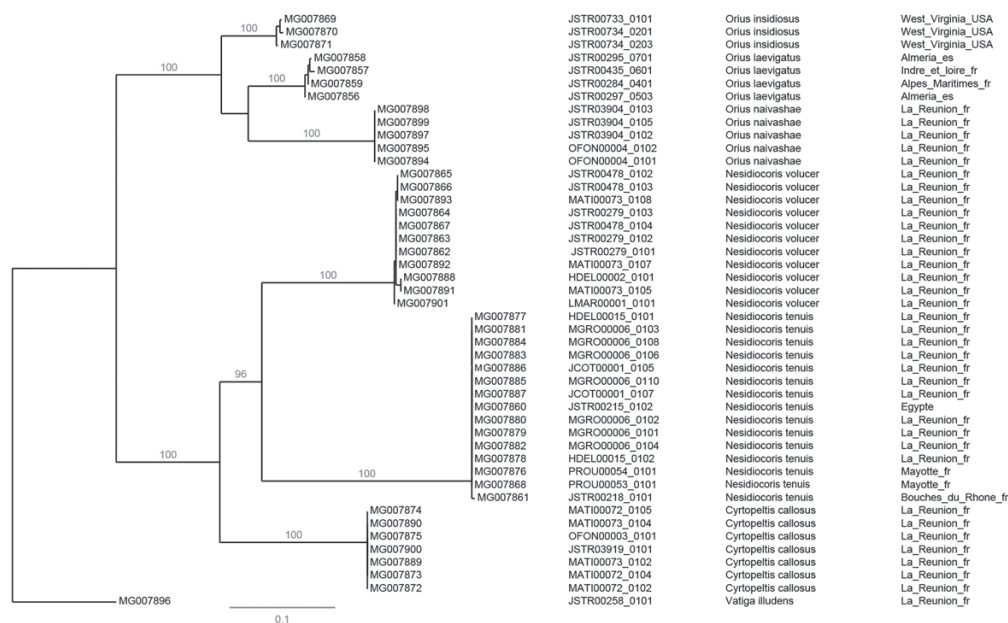 MG007869 JSTR00733_0101 Orius insidiosus West_Virginia_USA
MG007870 JSTR00734_0201 Orius insidiosus West_Virginia_USA
MG007871 JSTR00734_0203 Orius insidiosus West_Virginia_USA
100
MG007858 JSTR00295_0701 Orius laevigatus Almeria_es
100
MG007857 JSTR00435_0601 Orius laevigatus Indre_et_loire_fr
100
MG007859 JSTR00284_0401 Orius laevigatus Alpes_Maritimes_fr
MG007856 JSTR00297_0503 Orius laevigatus Almeria_es
MG007898 JSTR03904_0103 Orius naivashae La_Reunion_fr
MG007899 JSTR03904_0105 Orius naivashae La_Reunion_fr
100
MG007897 JSTR03904_0102 Orius naivashae La_Reunion_fr
MG007895 OFON00004_0102 Orius naivashae La_Reunion_fr
MG007894 OFON00004_0101 Orius naivashae La_Reunion_fr
MG007865 JSTR00478_0102 Nesidiocoris volucer La_Reunion_fr
MG007866 JSTR00478_0103 Nesidiocoris volucer La_Reunion_fr
MG007893 MATI00073_0108 Nesidiocoris volucer La_Reunion_fr
MG007864 JSTR00279_0103 Nesidiocoris volucer La_Reunion_fr
MG007867 JSTR00478_0104 Nesidiocoris volucer La_Reunion_fr
MG007863 JSTR00279_0102 Nesidiocoris volucer La_Reunion_fr
MG007862 JSTR00279_0101 Nesidiocoris volucer La_Reunion_fr
MG007892 MATI00073_0107 Nesidiocoris volucer La_Reunion_fr
100
MG007888 HDEL00002_0101 Nesidiocoris volucer La_Reunion_fr
MG007891 MATI00073_0105 Nesidiocoris volucer La_Reunion_fr
MG007901 LMAR00001_0101 Nesidiocoris volucer La_Reunion_fr
MG007877 HDEL00015_0101 Nesidiocoris tenuis La_Reunion_fr
MG007881 MGRO00006_0103 Nesidiocoris tenuis La_Reunion_fr
MG007884 MGRO00006_0108 Nesidiocoris tenuis La_Reunion_fr
MG007883 MGRO00006_0106 Nesidiocoris tenuis La_Reunion_fr
MG007886 JCOT00001_0105 Nesidiocoris tenuis La_Reunion_fr
96
MG007885 MGRO00006_0110 Nesidiocoris tenuis La_Reunion_fr
MG007887 JCOT00001_0107 Nesidiocoris tenuis La_Reunion_fr
MG007860 JSTR00215_0102 Nesidiocoris tenuis Egypte
MG007880 MGRO00006_0102 Nesidiocoris tenuis La_Reunion_fr
MG007879 MGRO00006_0101 Nesidiocoris tenuis La_Reunion_fr
MG007882 MGRO00006_0104 Nesidiocoris tenuis La_Reunion_fr
100
MG007878 HDEL00015_0102 Nesidiocoris tenuis La_Reunion_fr
100
MG007876 PROU00054_0101 Nesidiocoris tenuis Mayotte_fr
MG007868 PROU00053_0101 Nesidiocoris tenuis Mayotte_fr
MG007861 JSTR00218_0101 Nesidiocoris tenuis Bouches_du_Rhone_fr
MG007874 MATI00072_0105 Cyrtopeltis callosus La_Reunion_fr
MG007890 MATI00073_0104 Cyrtopeltis callosus La_Reunion_fr
100
MG007875 OFON00003_0101 Cyrtopeltis callosus La_Reunion_fr
MG007900 JSTR03919_0101 Cyrtopeltis callosus La_Reunion_fr
MG007889 MATI00073_0102 Cyrtopeltis callosus La_Reunion_fr
MG007873 MATI00072_0104 Cyrtopeltis callosus La_Reunion_fr
MG007872 MATI00072_0102 Cyrtopeltis callosus La_Reunion_fr
MG007896 JSTR00258_0101 Vatiga illudens La_Reunion_fr
0.1